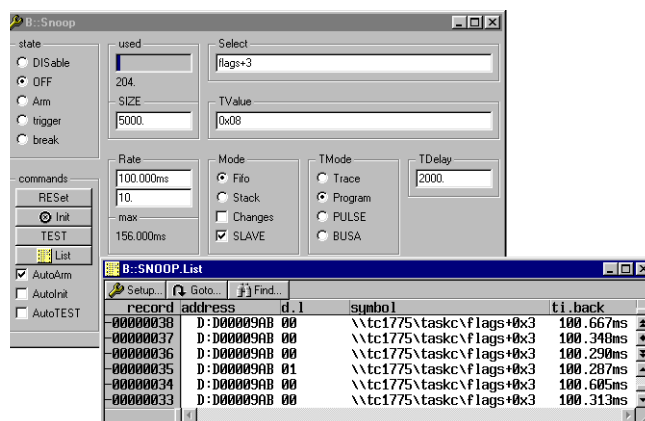 B::Snoop
state
DISable
OFF
Arm
trigger
break
used
204.
SIZE
5000.
Select
flags+3
TValue
0x08
commands
RESet
Init
TEST
List
AutoArm
AutoInit
AutoTEST
Rate
100.000ms
10.
max
156.000ms
Mode
Fifo
Stack
Changes
SLAVE
TMode
Trace
Program
PULSE
BUSA
TDelay
2000.
B::SNOOP.List
Setup... Goto... Find...
record address d.l symbol ti.back
-00000038 D:D00009AB 00 \\tc1775\taskc\flags+0x3 100.667ms
-00000037 D:D00009AB 00 \\tc1775\taskc\flags+0x3 100.348ms
-00000036 D:D00009AB 00 \\tc1775\taskc\flags+0x3 100.290ms
-00000035 D:D00009AB 01 \\tc1775\taskc\flags+0x3 100.287ms
-00000034 D:D00009AB 00 \\tc1775\taskc\flags+0x3 100.605ms
-00000033 D:D00009AB 00 \\tc1775\taskc\flags+0x3 100.313ms